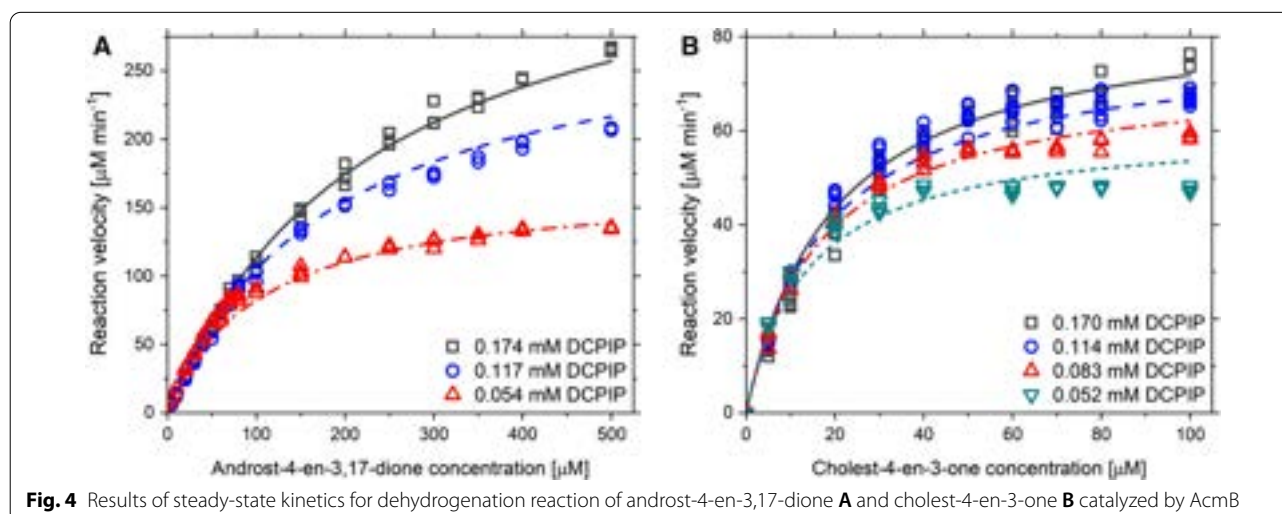 A
Reaction velocity [µM min⁻¹]
250
200
150
100
50
0
0 100 200 300 400 500
Androst-4-en-3,17-dione concentration [µM]
0.174 mM DCPIP
0.117 mM DCPIP
0.054 mM DCPIP
B
Reaction velocity [µM min⁻¹]
80
60
40
20
0
0 20 40 60 80 100
Cholest-4-en-3-one concentration [µM]
0.170 mM DCPIP
0.114 mM DCPIP
0.083 mM DCPIP
0.052 mM DCPIP
Fig. 4 Results of steady-state kinetics for dehydrogenation reaction of androst-4-en-3,17-dione A and cholest-4-en-3-one B catalyzed by AcmB